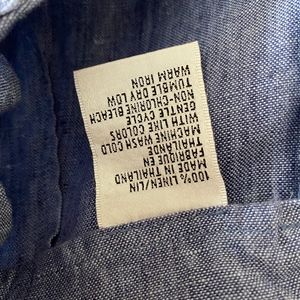 100% LINEN/LIN
MADE IN THAILAND
FABRIQUE EN
THAILANDE
MACHINE WASH COLD
WITH LIKE COLORS
GENTLE CYCLE
NON-CHLORINE BLEACH
TUMBLE DRY LOW
WARM IRON